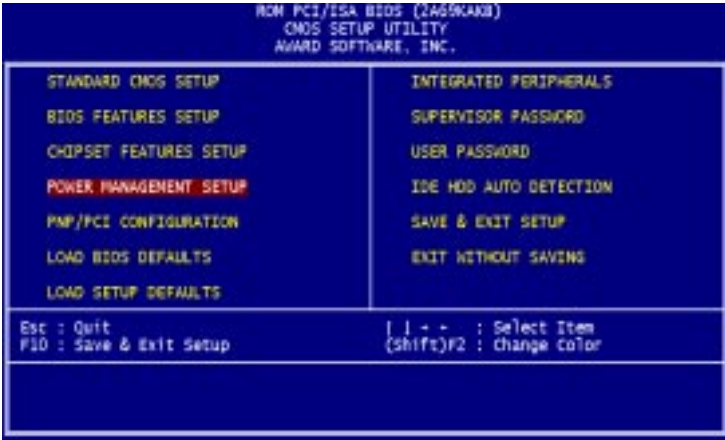 ROM PCI/ISA BIOS (2A69KAKB)
CMOS SETUP UTILITY
AWARD SOFTWARE, INC.
STANDARD CMOS SETUP
BIOS FEATURES SETUP
CHIPSET FEATURES SETUP
POWER MANAGEMENT SETUP
PNP/PCI CONFIGURATION
LOAD BIOS DEFAULTS
LOAD SETUP DEFAULTS
INTEGRATED PERIPHERALS
SUPERVISOR PASSWORD
USER PASSWORD
IDE HDD AUTO DETECTION
SAVE & EXIT SETUP
EXIT WITHOUT SAVING
Esc : Quit
F10 : Save & Exit Setup
: Select Item
(Shift)F2 : Change Color